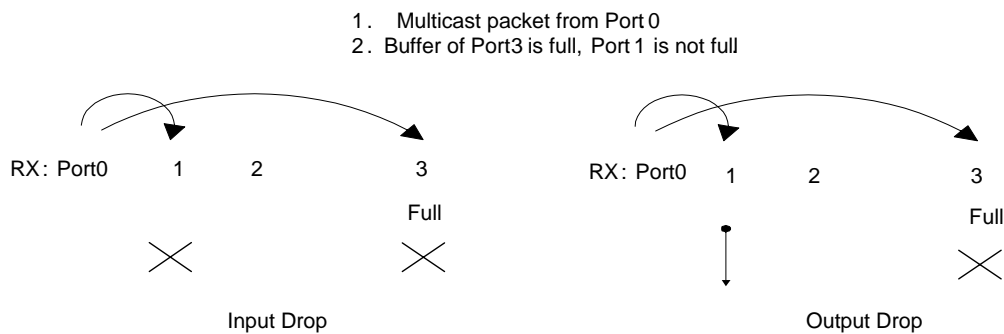 1. Multicast packet from Port 0
2. Buffer of Port3 is full, Port 1 is not full
RX: Port0 1 2 3
Full
Input Drop
RX: Port0 1 2 3
Full
Output Drop